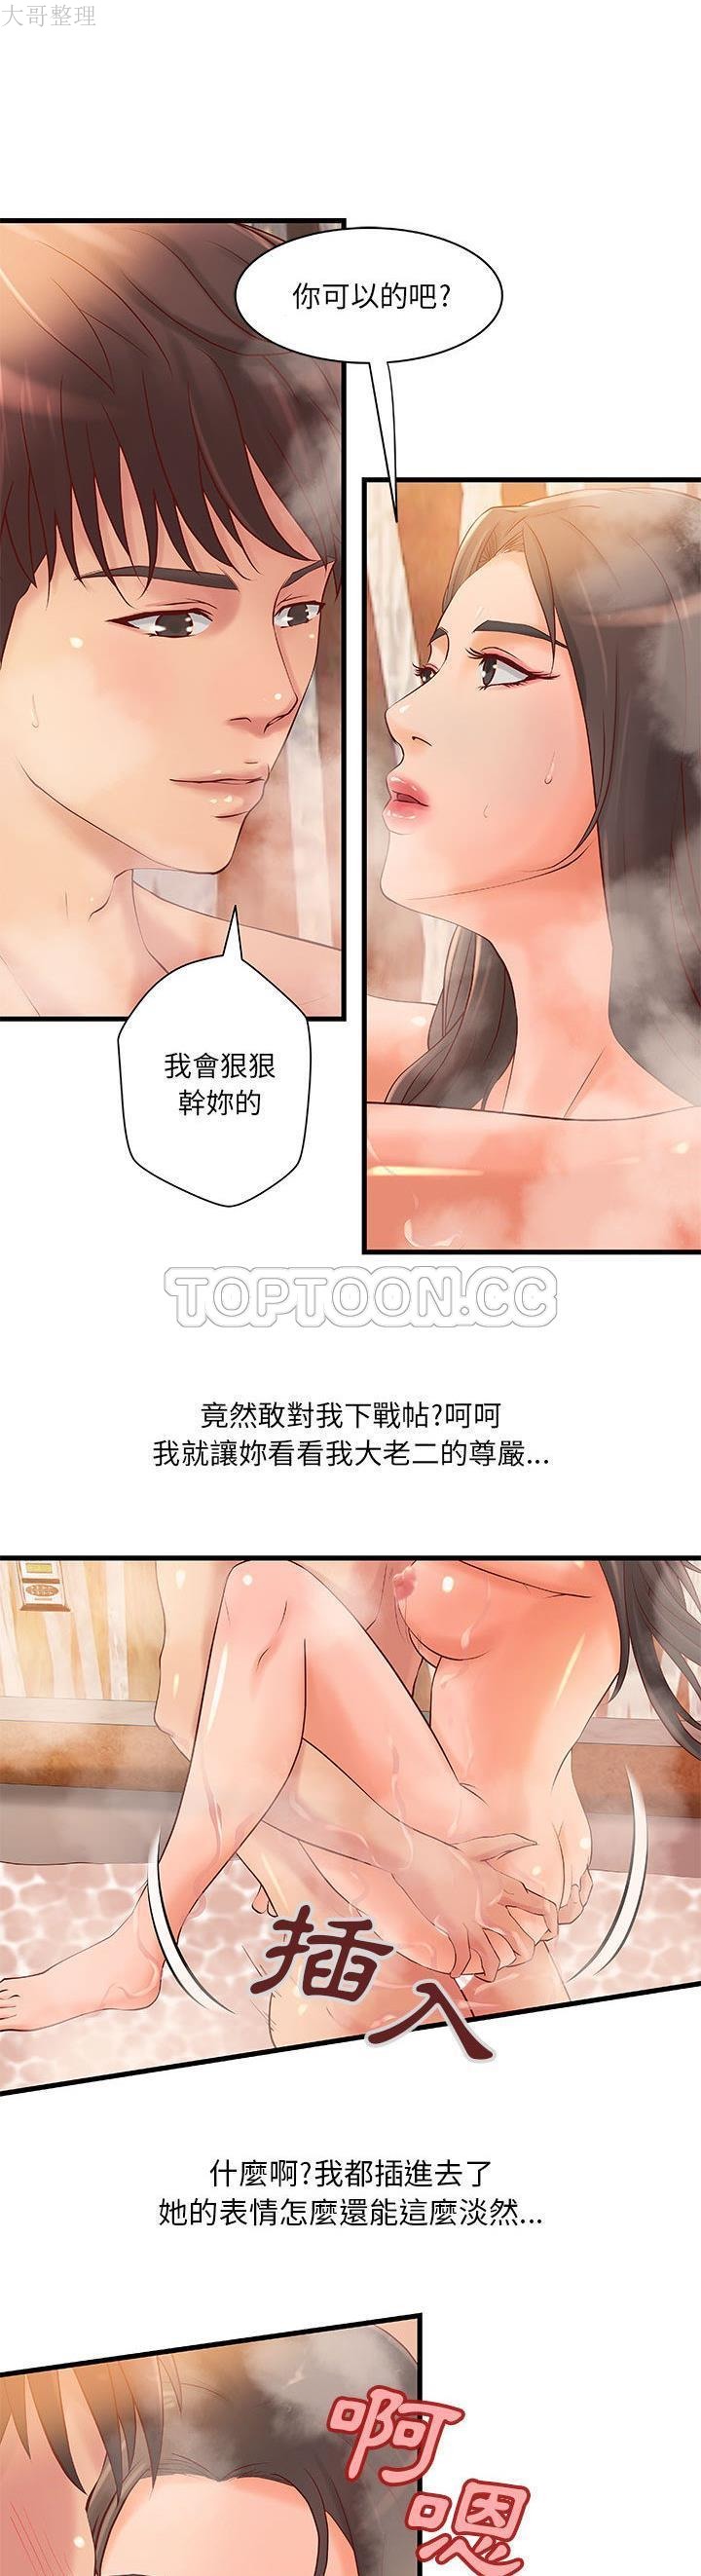 大哥整理
你可以的吧?
我會狠狠
幹妳的
TOPTOON.CC
竟然敢對我下戰帖?呵呵
我就讓妳看看我大老二的尊嚴...
插入
什麼啊?我都插進去了
她的表情怎麼還能這麼淡然...
啊
嗯